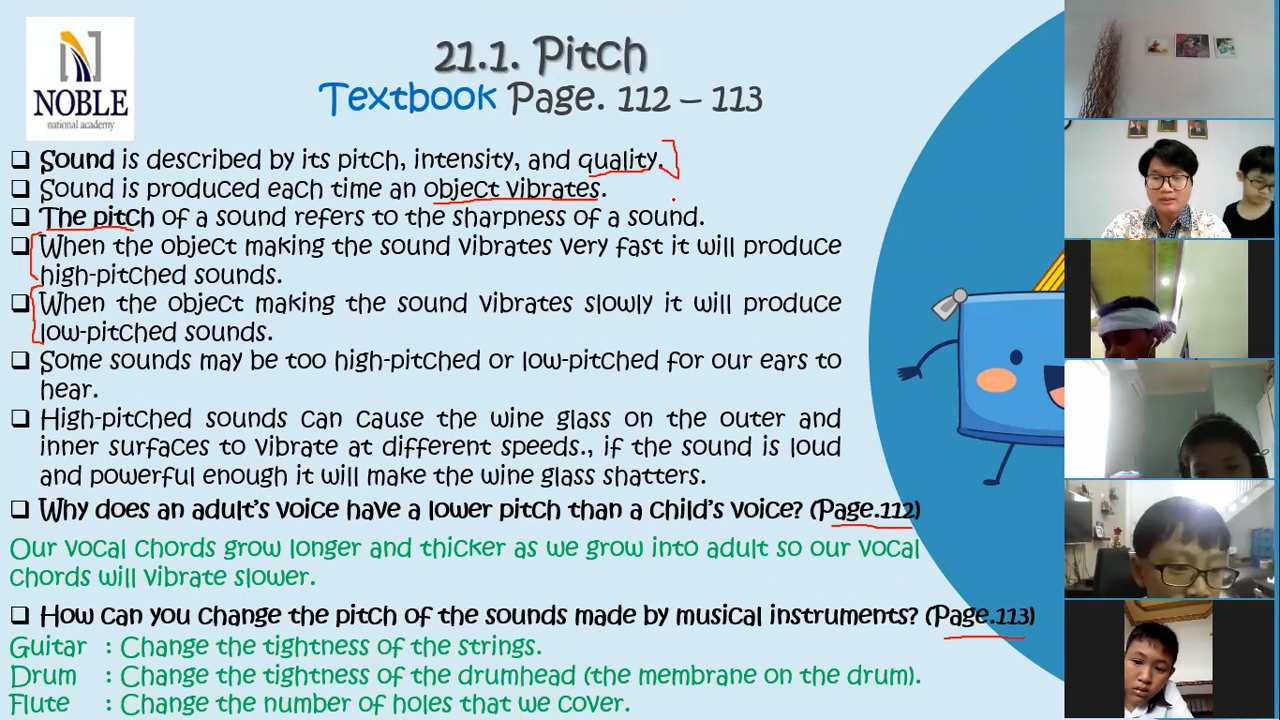 NOBLE
national academy
21.1. Pitch
Textbook Page. 112 – 113
❑ Sound is described by its pitch, intensity, and quality.
❑ Sound is produced each time an object vibrates.
❑ The pitch of a sound refers to the sharpness of a sound.
❑ When the object making the sound vibrates very fast it will produce
high-pitched sounds.
❑ When the object making the sound vibrates slowly it will produce
low-pitched sounds.
❑ Some sounds may be too high-pitched or low-pitched for our ears to
hear.
❑ High-pitched sounds can cause the wine glass on the outer and
inner surfaces to vibrate at different speeds., if the sound is loud
and powerful enough it will make the wine glass shatters.
❑ Why does an adult's voice have a lower pitch than a child's voice? (Page.112)
Our vocal chords grow longer and thicker as we grow into adult so our vocal
chords will vibrate slower.
❑ How can you change the pitch of the sounds made by musical instruments? (Page.113)
Guitar : Change the tightness of the strings.
Drum : Change the tightness of the drumhead (the membrane on the drum).
Flute : Change the number of holes that we cover.